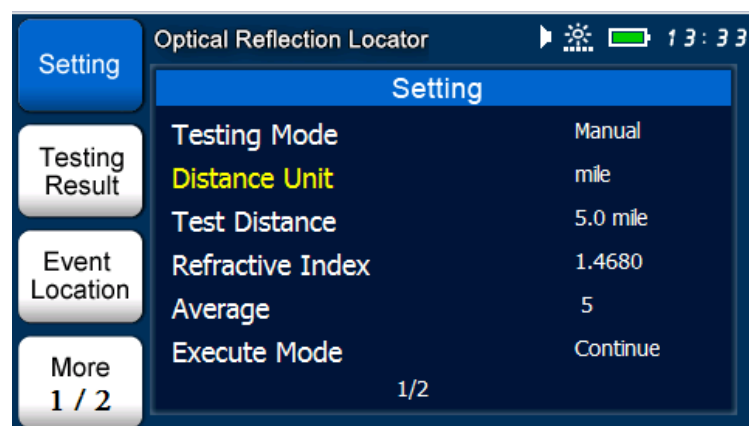 Optical Reflection Locator 13:33
Setting
Testing Result
Event Location
More
1 / 2
Setting
Testing Mode Manual
Distance Unit mile
Test Distance 5.0 mile
Refractive Index 1.4680
Average 5
Execute Mode Continue
1/2